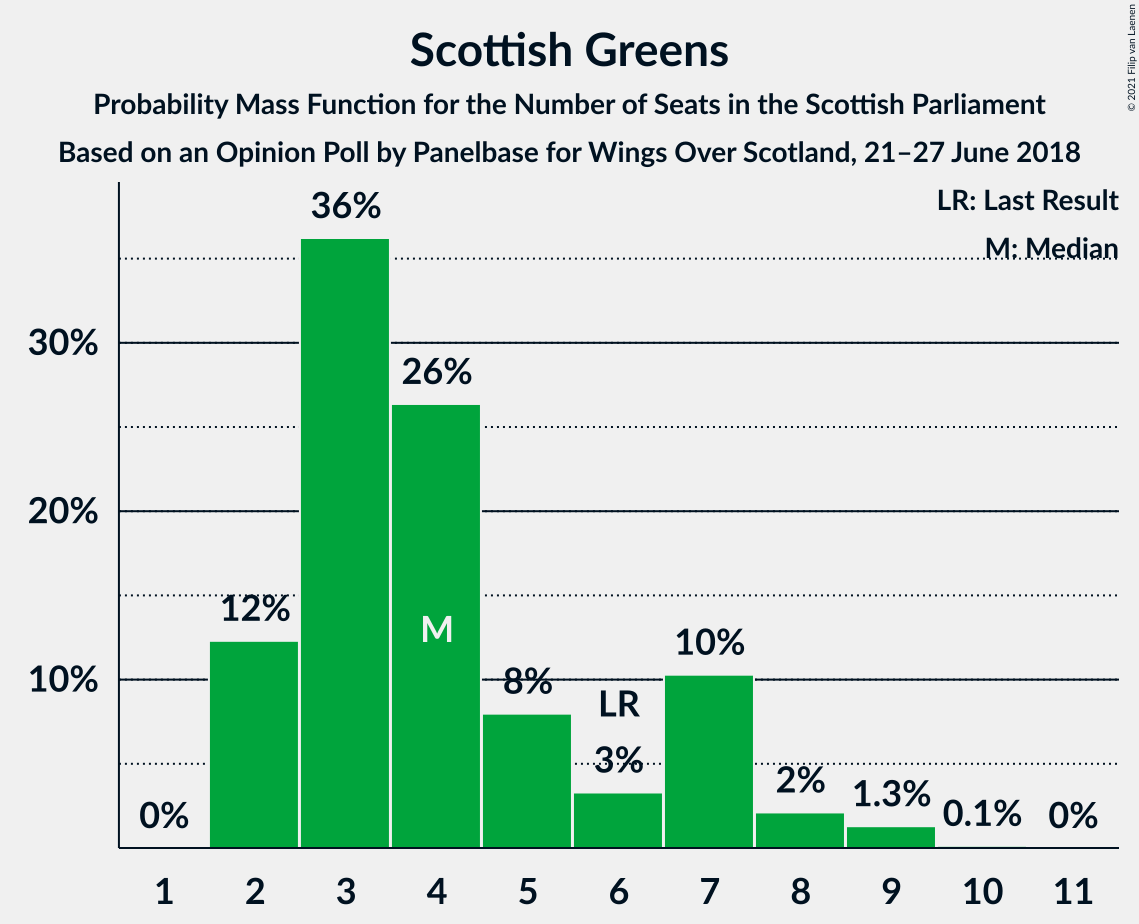 Scottish Greens
Probability Mass Function for the Number of Seats in the Scottish Parliament
Based on an Opinion Poll by Panelbase for Wings Over Scotland, 21–27 June 2018
© 2021 Filip van Laenen
LR: Last Result
M: Median
30%
20%
10%
0%
12%
36%
26%
M
8%
LR
3%
10%
2%
1.3%
0.1%
0%
1 2 3 4 5 6 7 8 9 10 11